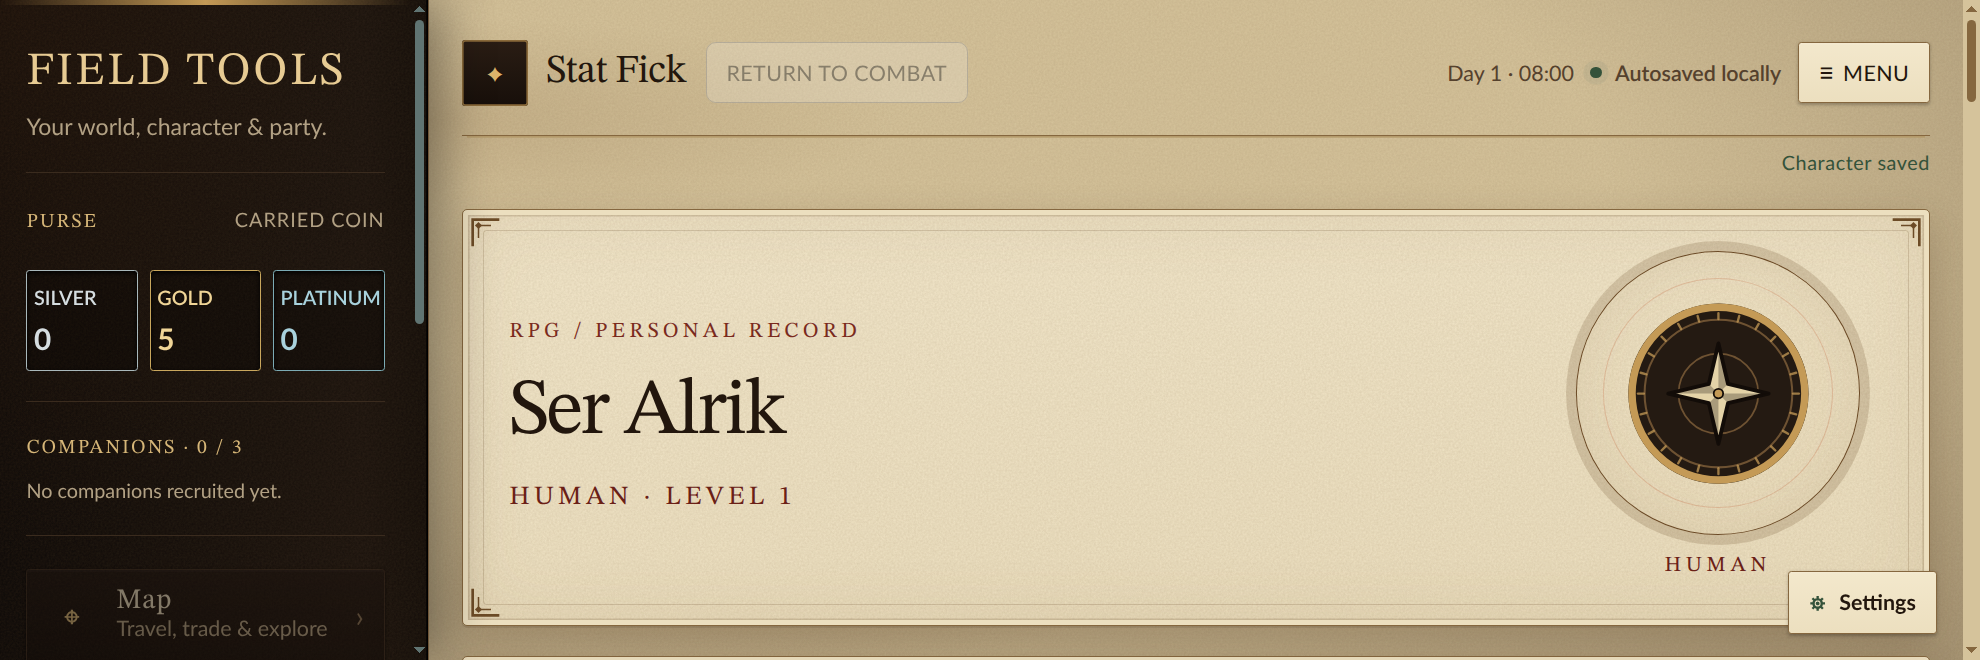 FIELD TOOLS
Your world, character & party.
PURSE
CARRIED COIN
SILVER
0
GOLD
5
PLATINUM
0
COMPANIONS · 0 / 3
No companions recruited yet.
Map
Travel, trade & explore
Stat Fick
RETURN TO COMBAT
Day 1 · 08:00
Autosaved locally
☰ MENU
Character saved
RPG / PERSONAL RECORD
Ser Alrik
HUMAN · LEVEL 1
HUMAN
Settings